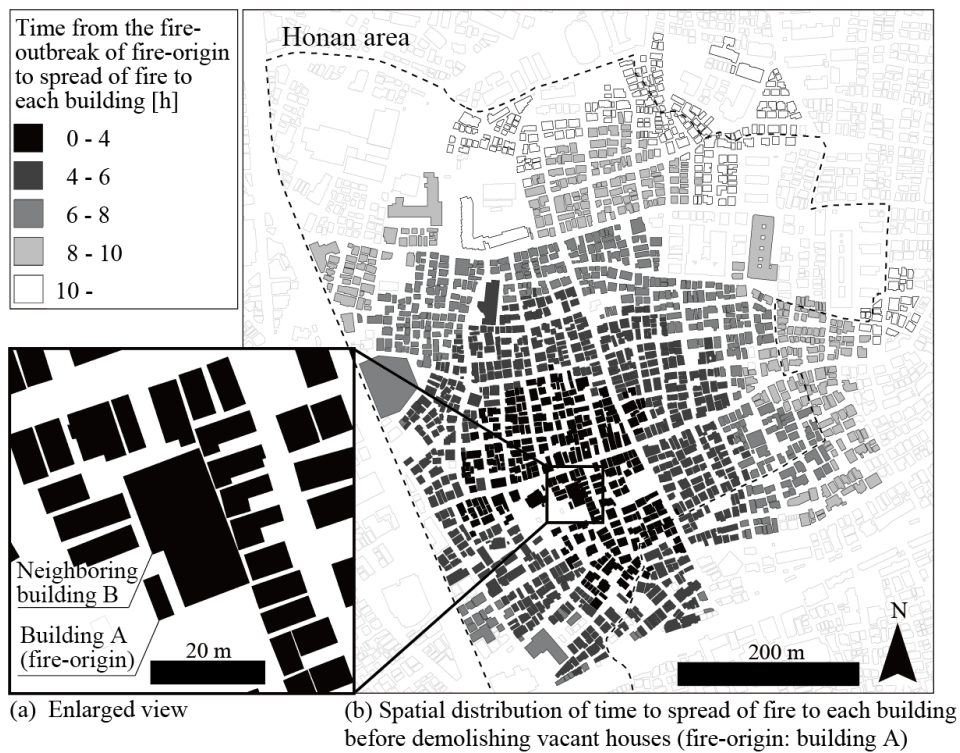 Time from the fire-
outbreak of fire-origin
to spread of fire to
each building [h]
0 - 4
4 - 6
6 - 8
8 - 10
10 -
Honan area
Neighboring
building B
Building A
(fire-origin)
20 m
N
200 m
(a) Enlarged view
(b) Spatial distribution of time to spread of fire to each building
before demolishing vacant houses (fire-origin: building A)